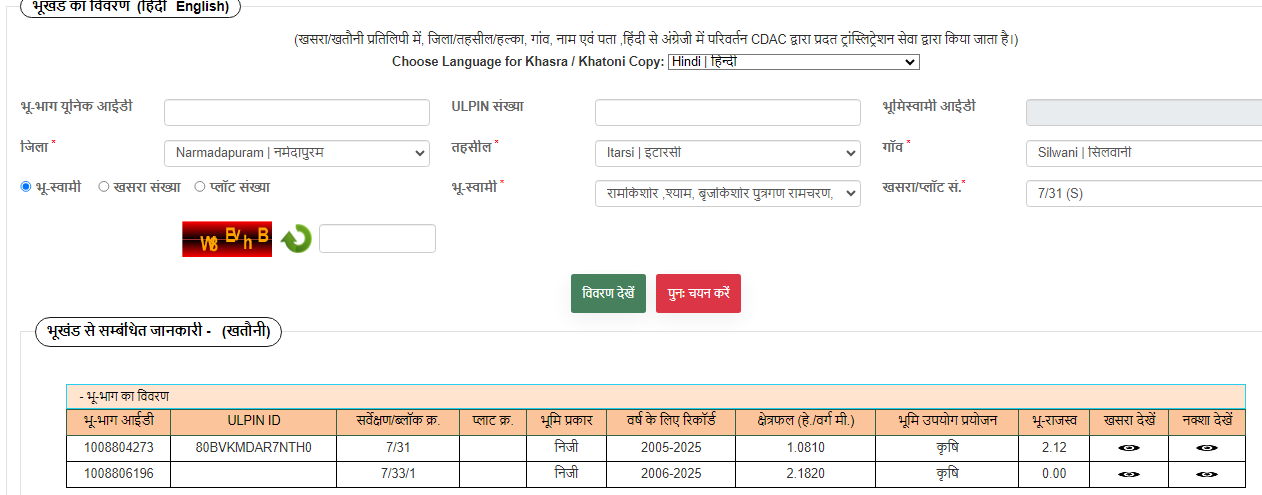 भूखंड का विवरण (हिंदी English)
(खसरा/खतौनी प्रतिलिपी में, जिला/तहसील/हल्का, गांव, नाम एवं पता ,हिंदी से अंग्रेजी में परिवर्तन CDAC द्वारा प्रदत ट्रांस्लिट्रेशन सेवा द्वारा किया जाता है।)
Choose Language for Khasra / Khatoni Copy: Hindi | हिन्दी
भू-भाग यूनिक आईडी ULPIN संख्या भूमिस्वामी आईडी
जिला * Narmadapuram | नर्मदापुरम तहसील * Itarsi | इटारसी गाँव * Silwani | सिलवानी
भू-स्वामी खसरा संख्या प्लॉट संख्या भू-स्वामी * रामकिशोर ,श्याम, बृजकिशोर पुत्रगण रामचरण, खसरा/प्लॉट सं.* 7/31 (S)
विवरण देखें पुनः चयन करें
भूखंड से सम्बंधित जानकारी - (खतौनी)
- भू-भाग का विवरण
भू-भाग आईडी ULPIN ID सर्वेक्षण/ब्लॉक क्र. प्लाट क्र. भूमि प्रकार वर्ष के लिए रिकॉर्ड क्षेत्रफल (हे./वर्ग मी.) भूमि उपयोग प्रयोजन भू-राजस्व खसरा देखें नक्शा देखें
1008804273 80BVKMDAR7NTH0 7/31 निजी 2005-2025 1.0810 कृषि 2.12
1008806196 7/33/1 निजी 2006-2025 2.1820 कृषि 0.00